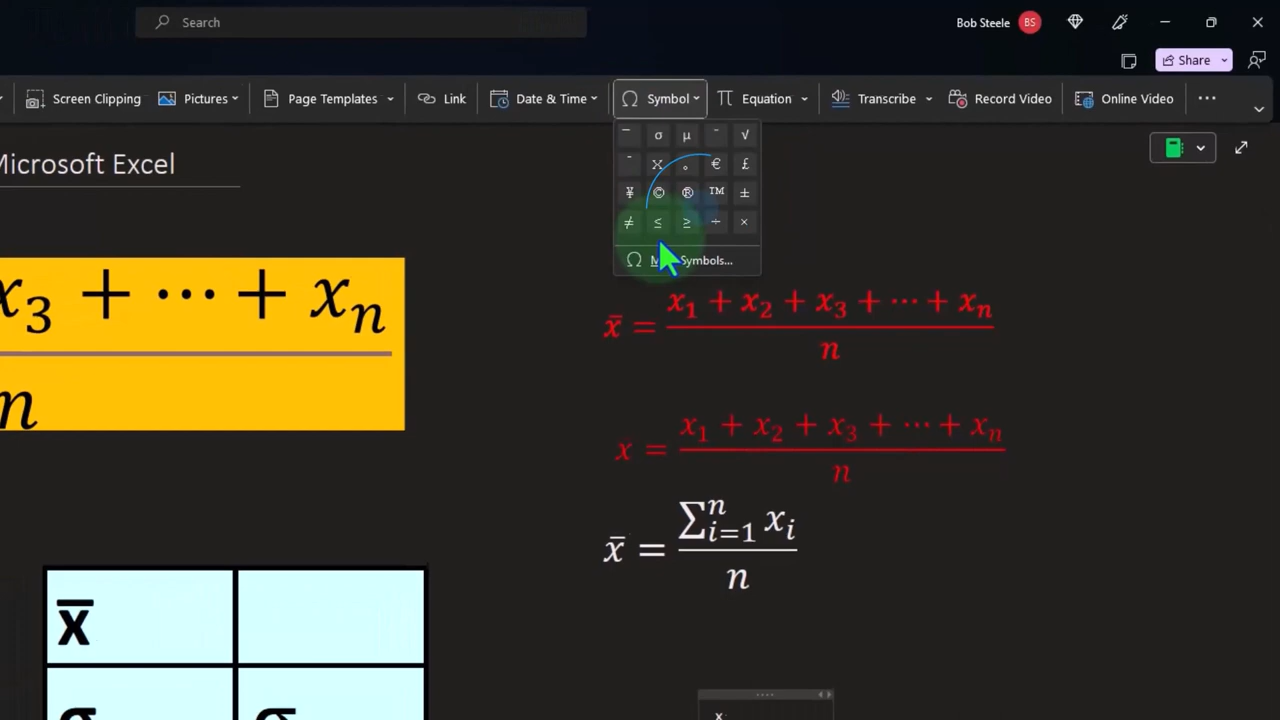 Search
Bob Steele BS
Share
Screen Clipping Pictures Page Templates Link Date & Time Symbol Equation Transcribe Record Video Online Video ...
¯ σ µ ˉ √
ˉ X ° € £
¥ © ® ™ ±
≠ ≤ ≥ ÷ ×
Symbols...
Microsoft Excel
x₃ + ⋯ + xₙ
n
x̄ = (x₁ + x₂ + x₃ + ⋯ + xₙ) / n
x = (x₁ + x₂ + x₃ + ⋯ + xₙ) / n
x̄ = (∑ⁿᵢ₌₁ xᵢ) / n
x̄
σ σ
x